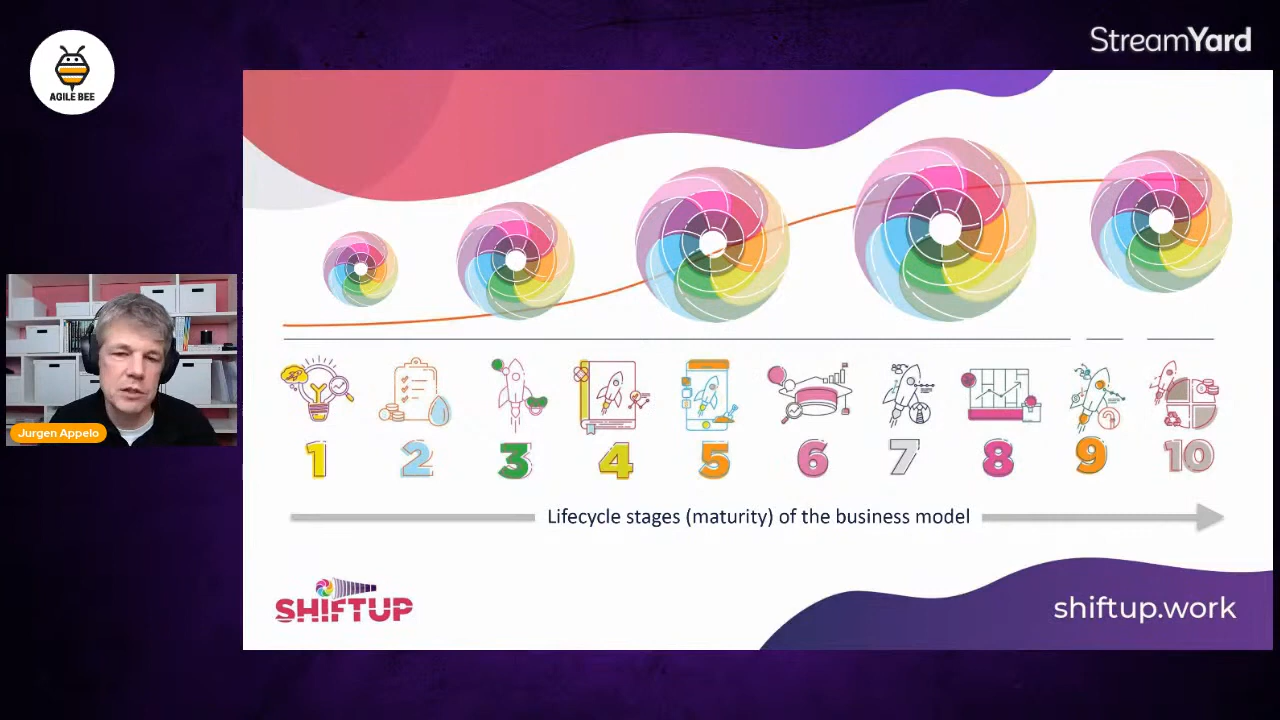 AGILE BEE
StreamYard
Jurgen Appelo
1 2 3 4 5 6 7 8 9 10
Lifecycle stages (maturity) of the business model
SHIFTUP
shiftup.work